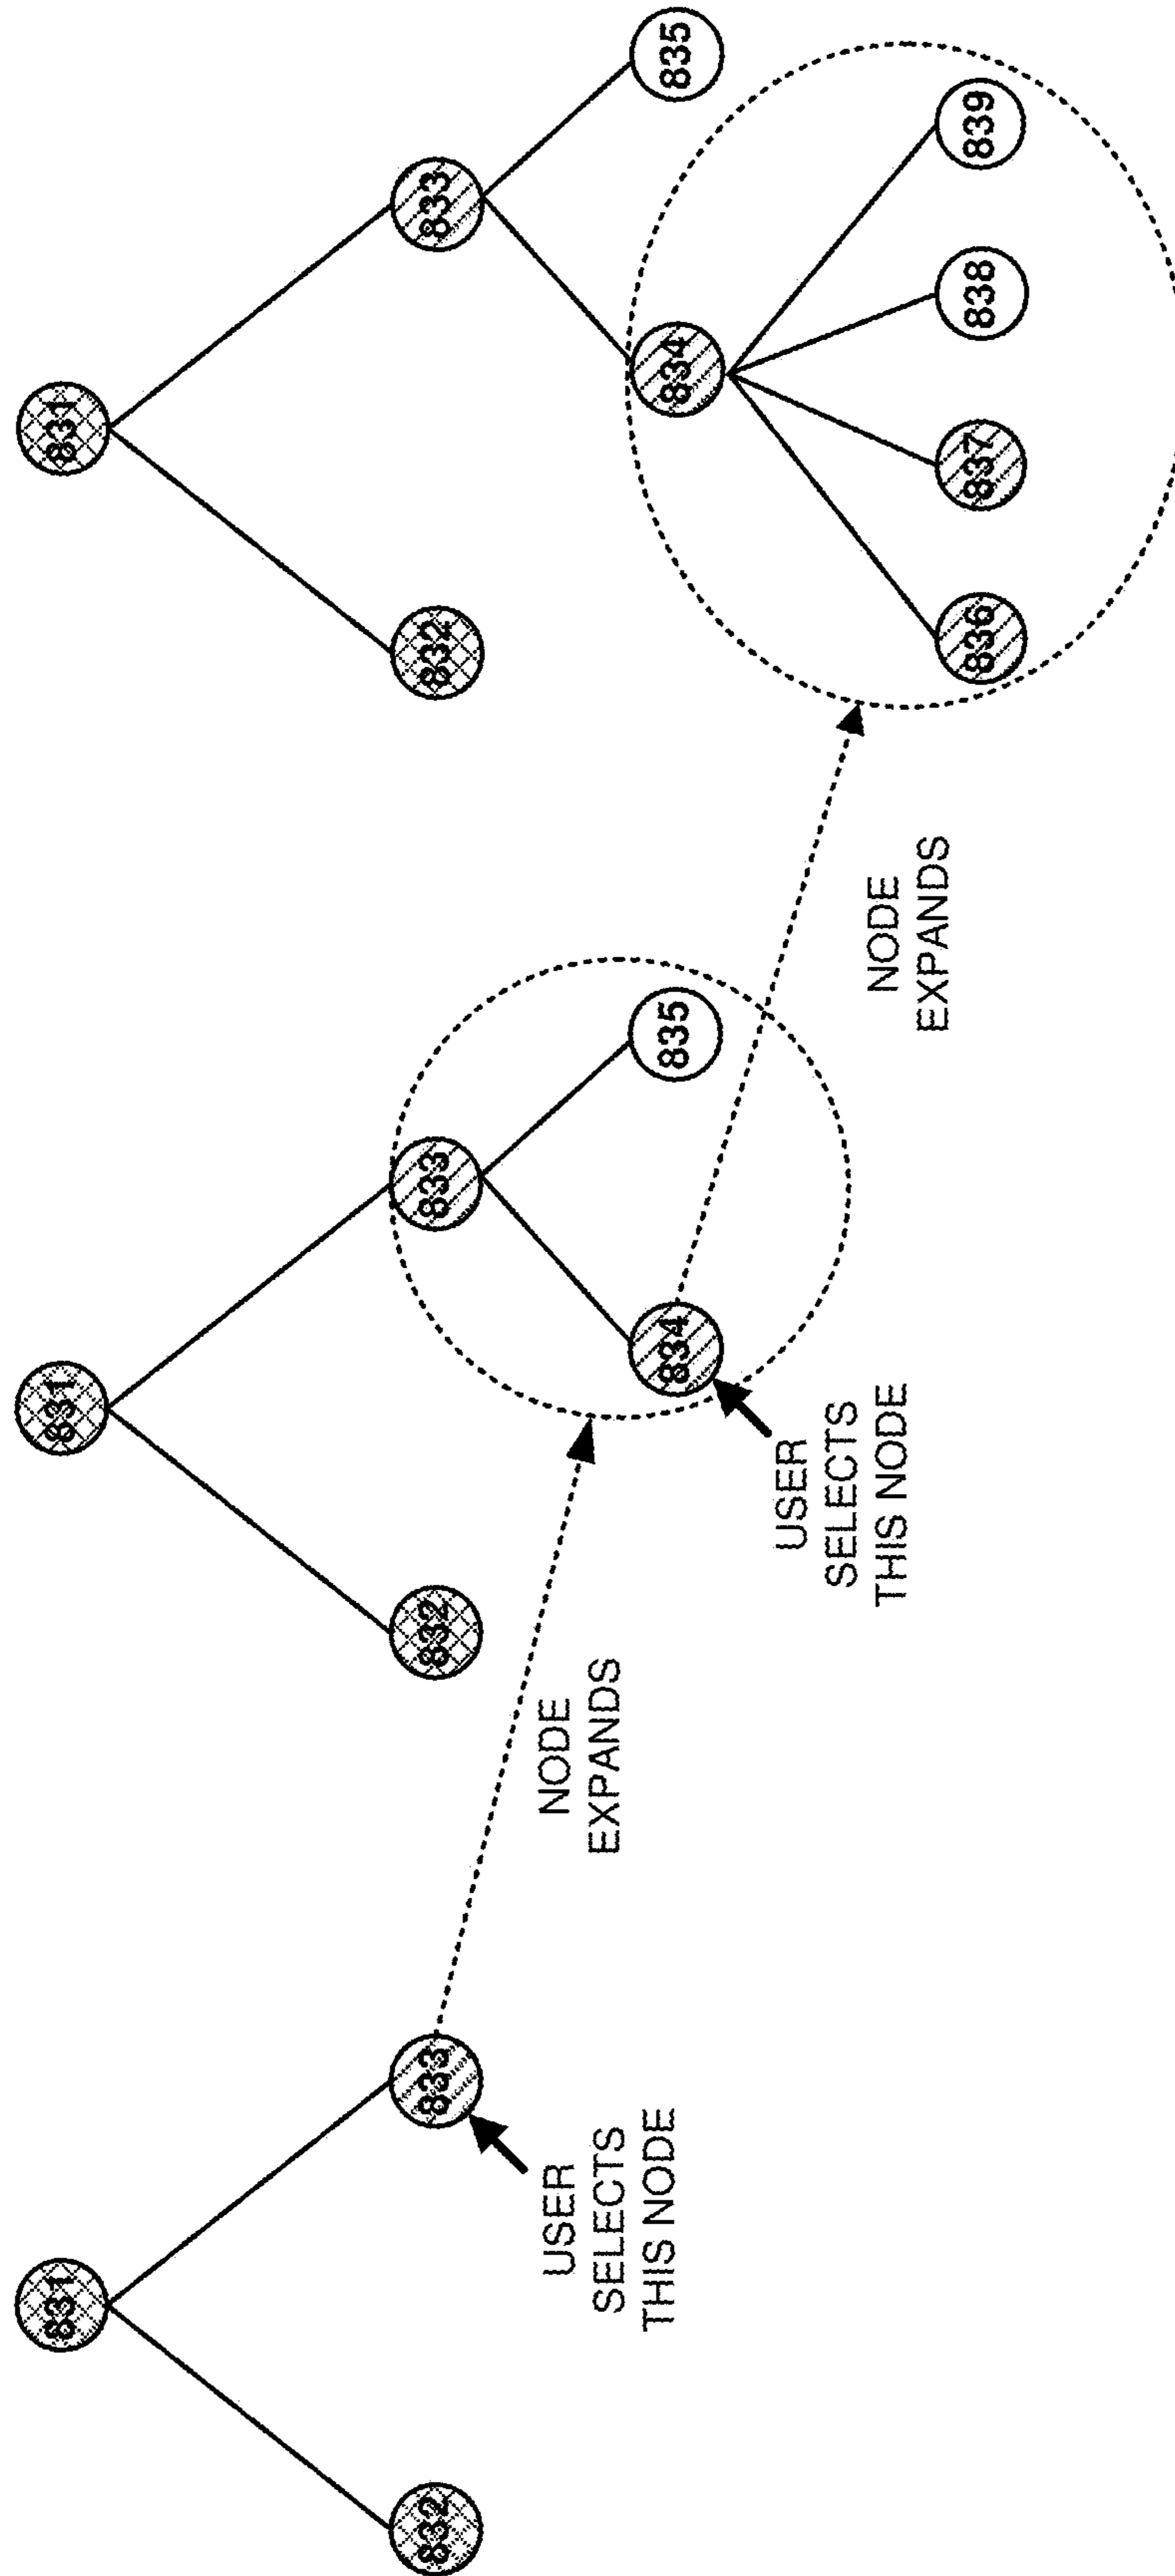 831
832
833
USER
SELECTS
THIS NODE
NODE
EXPANDS
831
832
833
834
835
USER
SELECTS
THIS NODE
NODE
EXPANDS
831
832
833
834
835
836
837
838
839